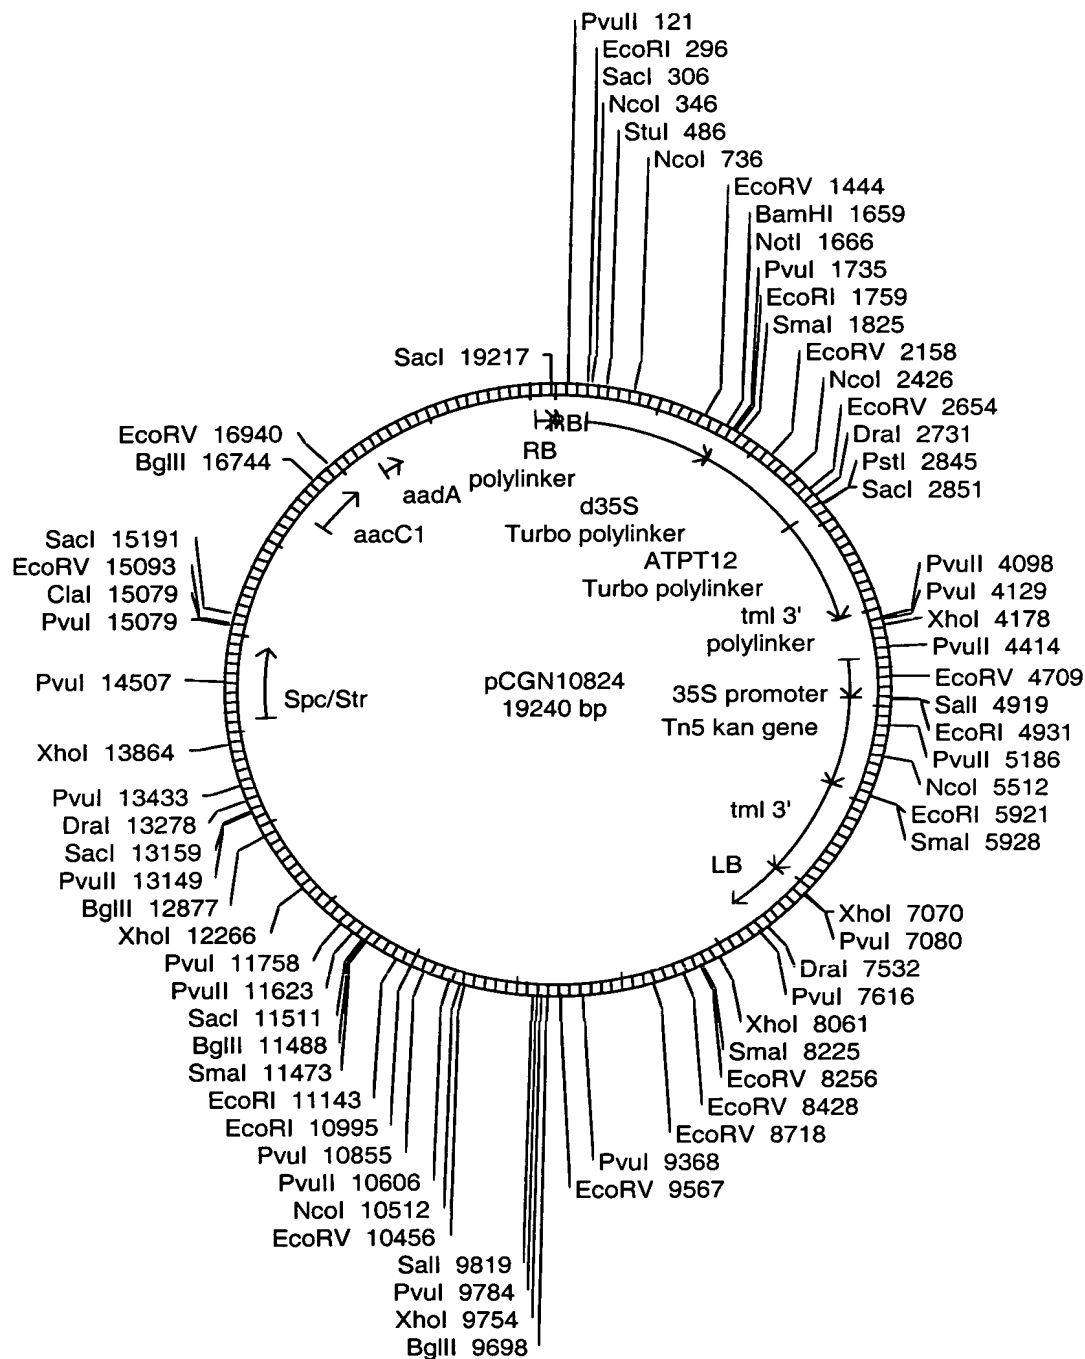 PvuII 121
EcoRI 296
SacI 306
NcoI 346
StuI 486
NcoI 736
EcoRV 1444
BamHI 1659
NotI 1666
PvuI 1735
EcoRI 1759
SmaI 1825
EcoRV 2158
NcoI 2426
EcoRV 2654
DraI 2731
PstI 2845
SacI 2851
PvuII 4098
PvuI 4129
XhoI 4178
PvuII 4414
EcoRV 4709
SalI 4919
EcoRI 4931
PvuII 5186
NcoI 5512
EcoRI 5921
SmaI 5928
XhoI 7070
PvuI 7080
DraI 7532
PvuI 7616
XhoI 8061
SmaI 8225
EcoRV 8256
EcoRV 8428
EcoRV 8718
PvuI 9368
EcoRV 9567
BglII 9698
XhoI 9754
PvuI 9784
SalI 9819
EcoRV 10456
NcoI 10512
PvuII 10606
PvuI 10855
EcoRI 10995
EcoRI 11143
SmaI 11473
BglII 11488
SacI 11511
PvuII 11623
PvuI 11758
XhoI 12266
BglII 12877
PvuII 13149
SacI 13159
DraI 13278
PvuI 13433
XhoI 13864
PvuI 14507
PvuI 15079
ClaI 15079
EcoRV 15093
SacI 15191
BglII 16744
EcoRV 16940
SacI 19217
RB
RB
polylinker
d35S
Turbo polylinker
ATPT12
Turbo polylinker
tml 3'
polylinker
35S promoter
Tn5 kan gene
tml 3'
LB
Spc/Str
aacC1
aadA
pCGN10824
19240 bp